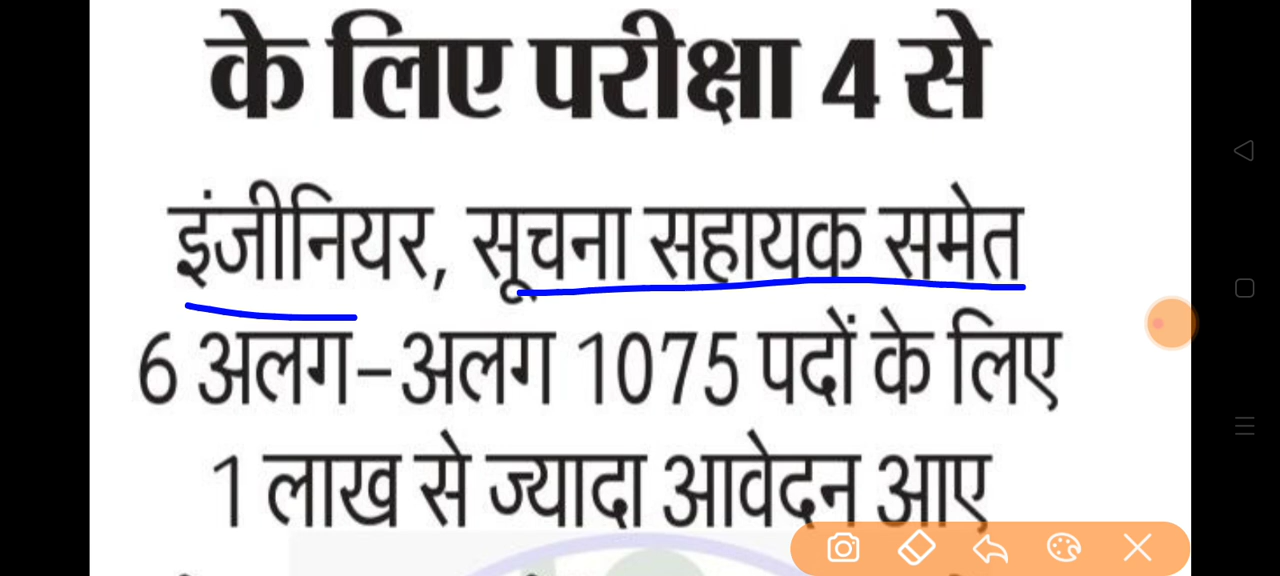 के लिए परीक्षा 4 से
इंजीनियर, सूचना सहायक समेत
6 अलग-अलग 1075 पदों के लिए
1 लाख से ज्यादा आवेदन आए